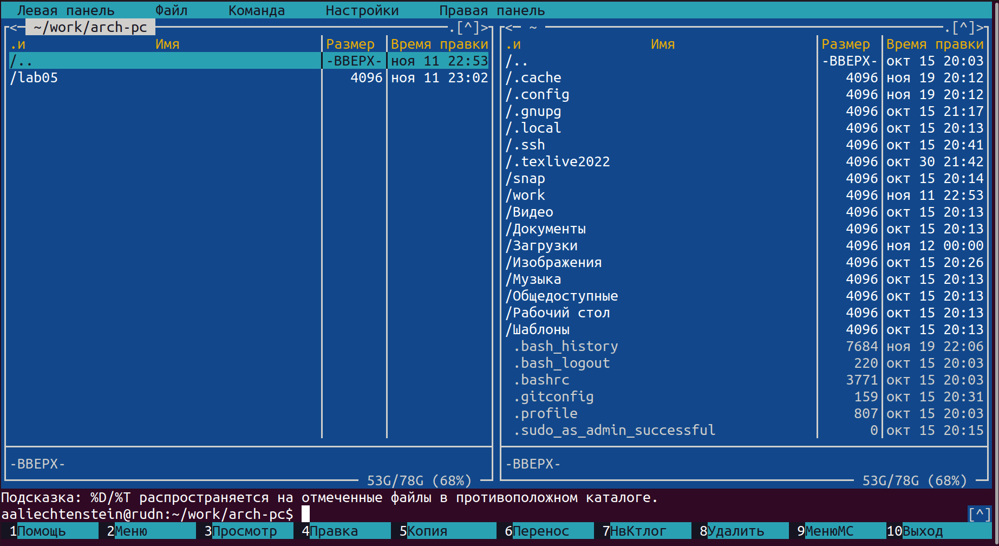 Левая панель Файл Команда Настройки Правая панель
<- ~/work/arch-pc .[^]>
.и Имя Размер Время правки
/.. -ВВЕРХ- ноя 11 22:53
/lab05 4096 ноя 11 23:02
-ВВЕРХ-
53G/78G (68%)
<- ~ .[^]>
.и Имя Размер Время правки
/.. -ВВЕРХ- окт 15 20:03
/.cache 4096 ноя 19 20:12
/.config 4096 ноя 19 20:12
/.gnupg 4096 окт 15 21:17
/.local 4096 окт 15 20:13
/.ssh 4096 окт 15 20:41
/.texlive2022 4096 окт 30 21:42
/snap 4096 окт 15 20:14
/work 4096 ноя 11 22:53
/Видео 4096 окт 15 20:13
/Документы 4096 окт 15 20:13
/Загрузки 4096 ноя 12 00:00
/Изображения 4096 окт 15 20:26
/Музыка 4096 окт 15 20:13
/Общедоступные 4096 окт 15 20:13
/Рабочий стол 4096 окт 15 20:13
/Шаблоны 4096 окт 15 20:13
.bash_history 7684 ноя 19 22:06
.bash_logout 220 окт 15 20:03
.bashrc 3771 окт 15 20:03
.gitconfig 159 окт 15 20:31
.profile 807 окт 15 20:03
.sudo_as_admin_successful 0 окт 15 20:15
-ВВЕРХ-
53G/78G (68%)
Подсказка: %D/%T распространяется на отмеченные файлы в противоположном каталоге.
aaliechtenstein@rudn:~/work/arch-pc$ [^]
1Помощь 2Меню 3Просмотр 4Правка 5Копия 6Перенос 7НвКтлог 8Удалить 9МенюМС 10Выход